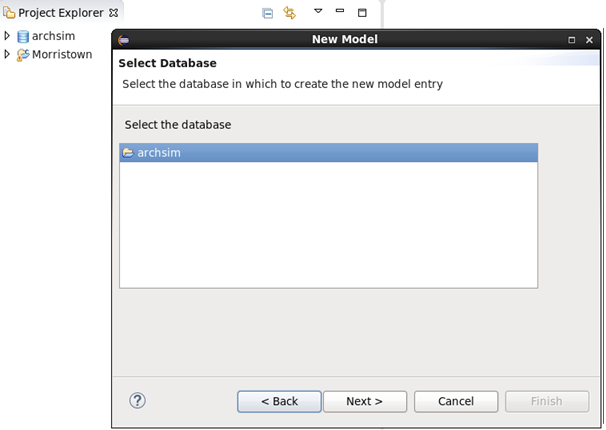 Project Explorer
archsim
Morristown
New Model
Select Database
Select the database in which to create the new model entry
Select the database
archsim
< Back
Next >
Cancel
Finish